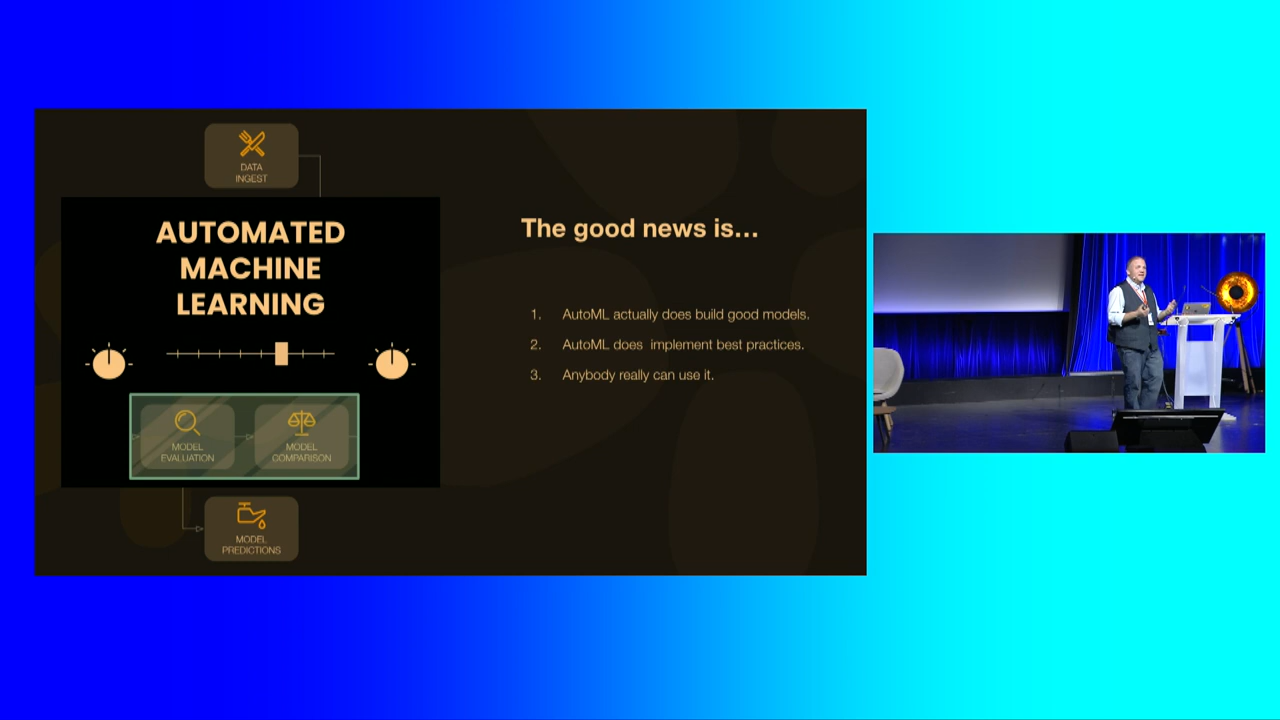 DATA
INGEST
AUTOMATED
MACHINE
LEARNING
MODEL
EVALUATION
MODEL
COMPARISON
MODEL
PREDICTIONS
The good news is...
1. AutoML actually does build good models.
2. AutoML does  implement best practices.
3. Anybody really can use it.